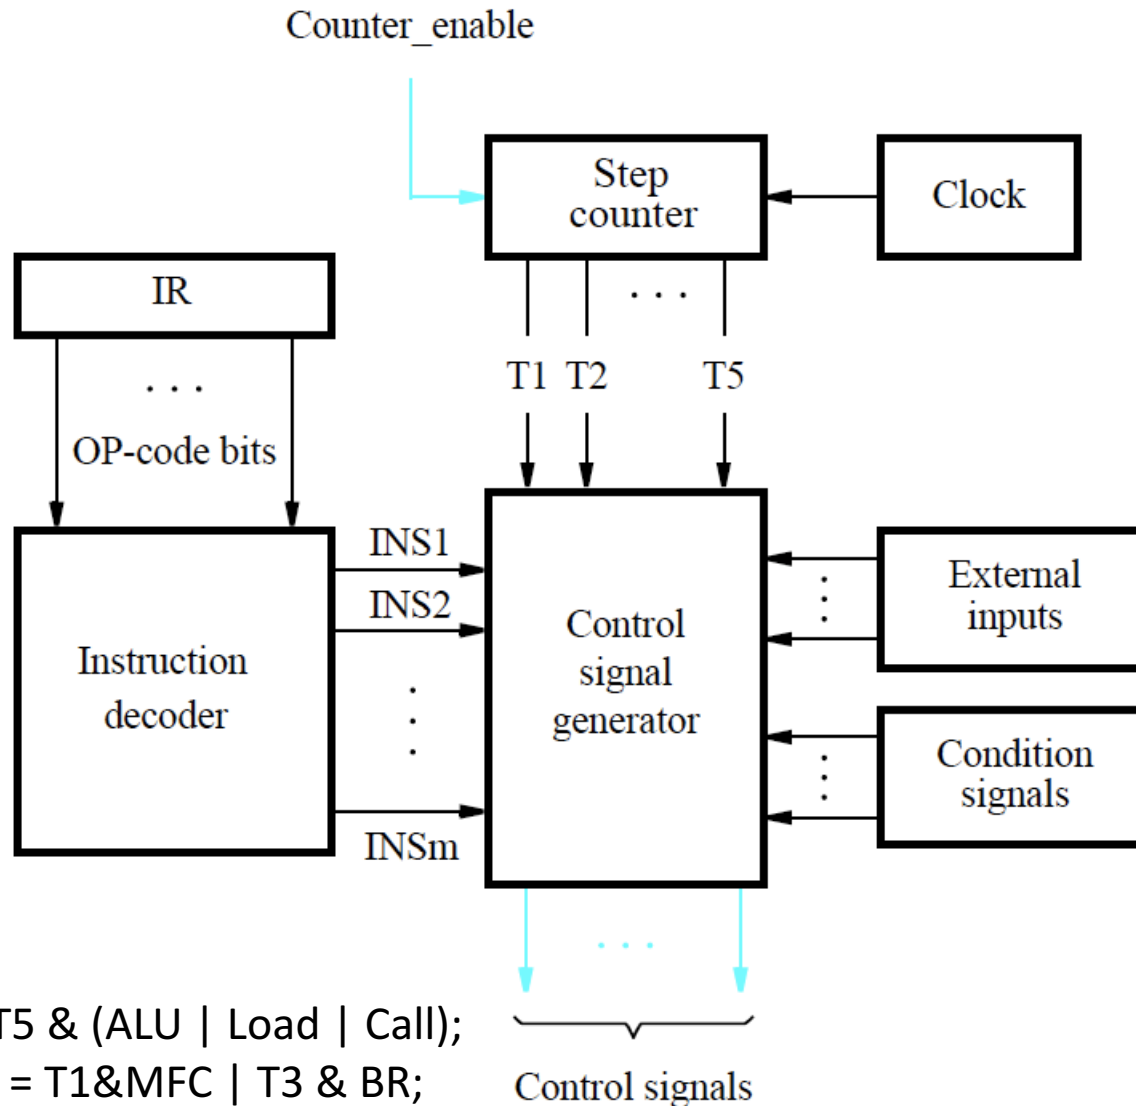 Counter_enable
Step
counter
Clock
IR
. . .
. . .
T1 T2 T5
OP-code bits
INS1
INS2
INSm
Instruction
decoder
Control
signal
generator
External
inputs
Condition
signals
. . .
T5 & (ALU | Load | Call);
= T1&MFC | T3 & BR;
Control signals